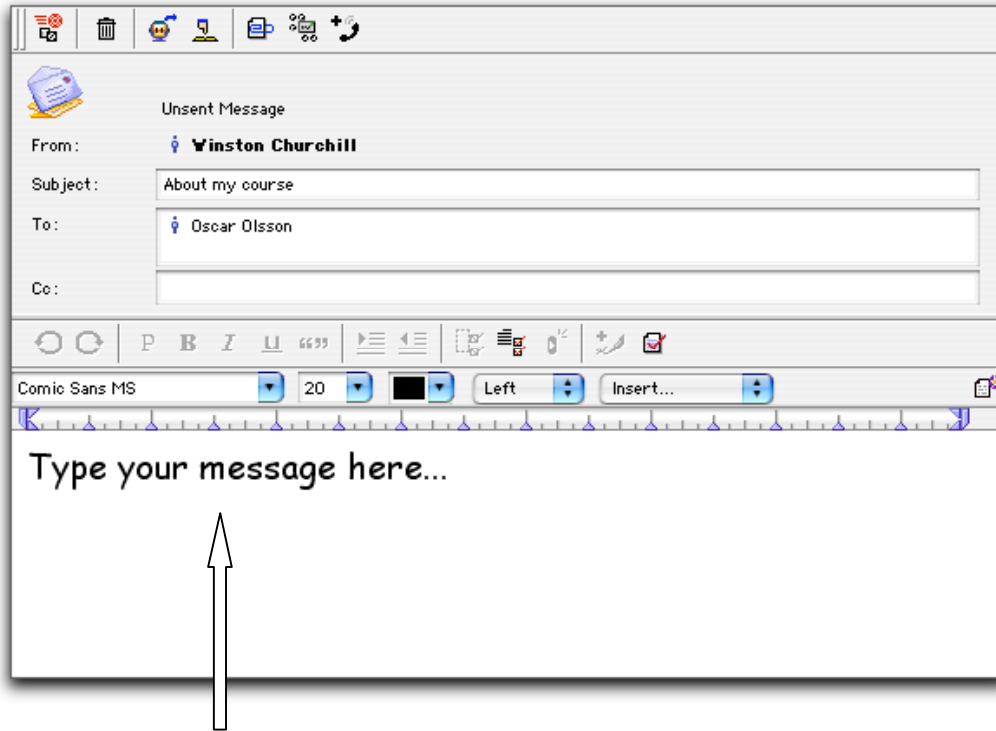 Unsent Message
From: Winston Churchill
Subject: About my course
To: Oscar Olsson
Cc:
P B I U “”
Comic Sans MS 20 Left Insert...
Type your message here...